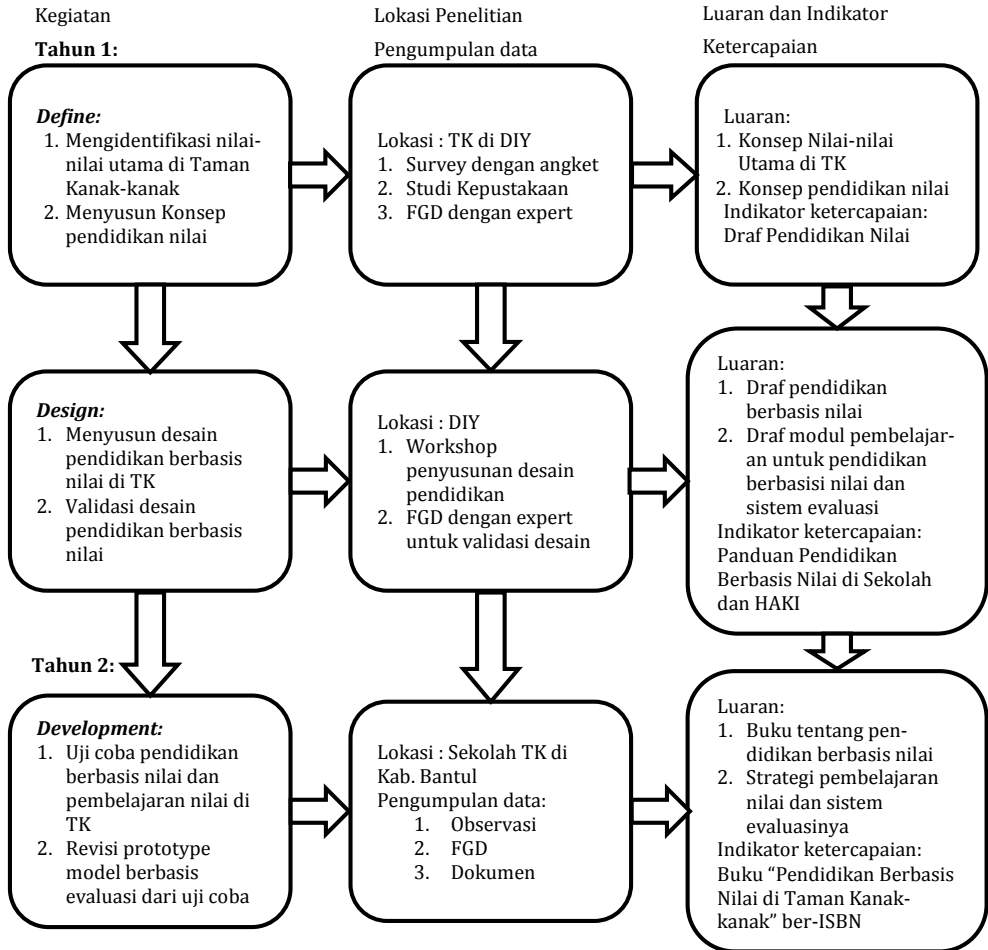 Kegiatan
Lokasi Penelitian
Luaran dan Indikator
Tahun 1:
Pengumpulan data
Ketercapaian
Define:
1. Mengidentifikasi nilai-
nilai utama di Taman
Kanak-kanak
2. Menyusun Konsep
pendidikan nilai
Lokasi : TK di DIY
1. Survey dengan angket
2. Studi Kepustakaan
3. FGD dengan expert
Luaran:
1. Konsep Nilai-nilai
Utama di TK
2. Konsep pendidikan nilai
Indikator ketercapaian:
Draf Pendidikan Nilai
Design:
1. Menyusun desain
pendidikan berbasis
nilai di TK
2. Validasi desain
pendidikan berbasis
nilai
Lokasi : DIY
1. Workshop
penyusunan desain
pendidikan
2. FGD dengan expert
untuk validasi desain
Luaran:
1. Draf pendidikan
berbasis nilai
2. Draf modul pembelajar-
an untuk pendidikan
berbasisi nilai dan
sistem evaluasi
Indikator ketercapaian:
Panduan Pendidikan
Berbasis Nilai di Sekolah
dan HAKI
Tahun 2:
Development:
1. Uji coba pendidikan
berbasis nilai dan
pembelajaran nilai di
TK
2. Revisi prototype
model berbasis
evaluasi dari uji coba
Lokasi : Sekolah TK di
Kab. Bantul
Pengumpulan data:
1. Observasi
2. FGD
3. Dokumen
Luaran:
1. Buku tentang pen-
didikan berbasis nilai
2. Strategi pembelajaran
nilai dan sistem
evaluasinya
Indikator ketercapaian:
Buku “Pendidikan Berbasis
Nilai di Taman Kanak-
kanak” ber-ISBN